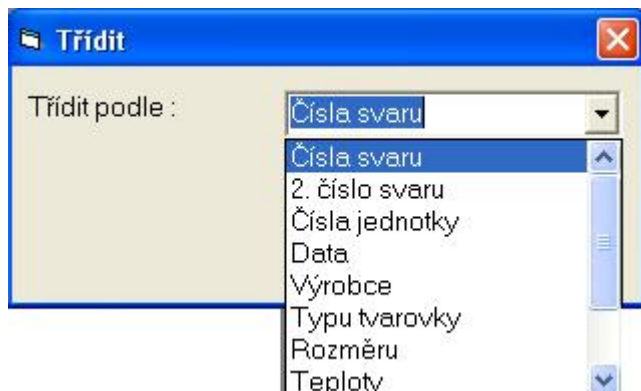 Třídit
Třídit podle :
Čísla svaru
Čísla svaru
2. číslo svaru
Čísla jednotky
Data
Výrobce
Typu tvarovky
Rozměru
Teploty